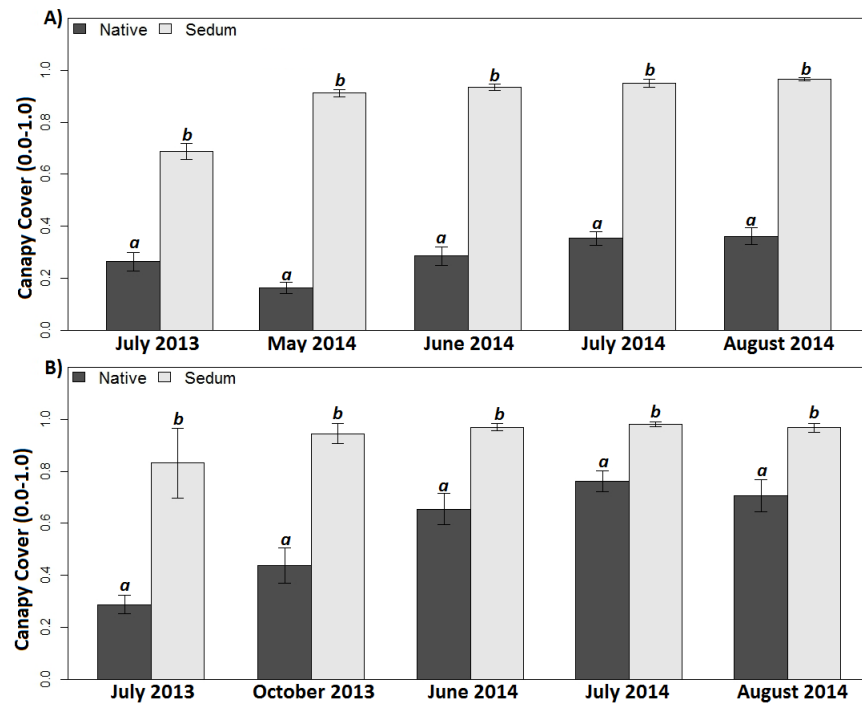 A)
Native Sedum
Canapy Cover (0.0-1.0)
1.0
0.8
0.6
0.4
0.2
0.0
a b a b a b a b a b
July 2013 May 2014 June 2014 July 2014 August 2014
B)
Native Sedum
Canapy Cover (0.0-1.0)
1.0
0.8
0.6
0.4
0.2
0.0
a b a b a b a b a b
July 2013 October 2013 June 2014 July 2014 August 2014